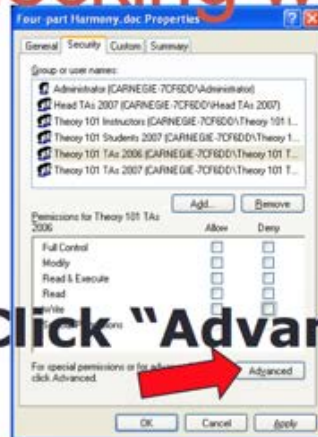 Four-part Harmony.doc Properties
General Security Custom Summary
Group or user names:
Administrator (CARNEGIE-7CF6DD\Administrator)
Head TAs 2007 (CARNEGIE-7CF6DD\Head TAs 2007)
Theory 101 Instructors (CARNEGIE-7CF6DD\Theory 101 I...
Theory 101 Students 2007 (CARNEGIE-7CF6DD\Theory 1...
Theory 101 TAs 2006 (CARNEGIE-7CF6DD\Theory 101 T...
Theory 101 TAs 2007 (CARNEGIE-7CF6DD\Theory 101 T...
Add... Remove
Permissions for Theory 101 TAs 2006 Allow Deny
Full Control
Modify
Read & Execute
Read
Click "Advan
For special permissions or for
click Advanced.
Advanced
OK Cancel Apply